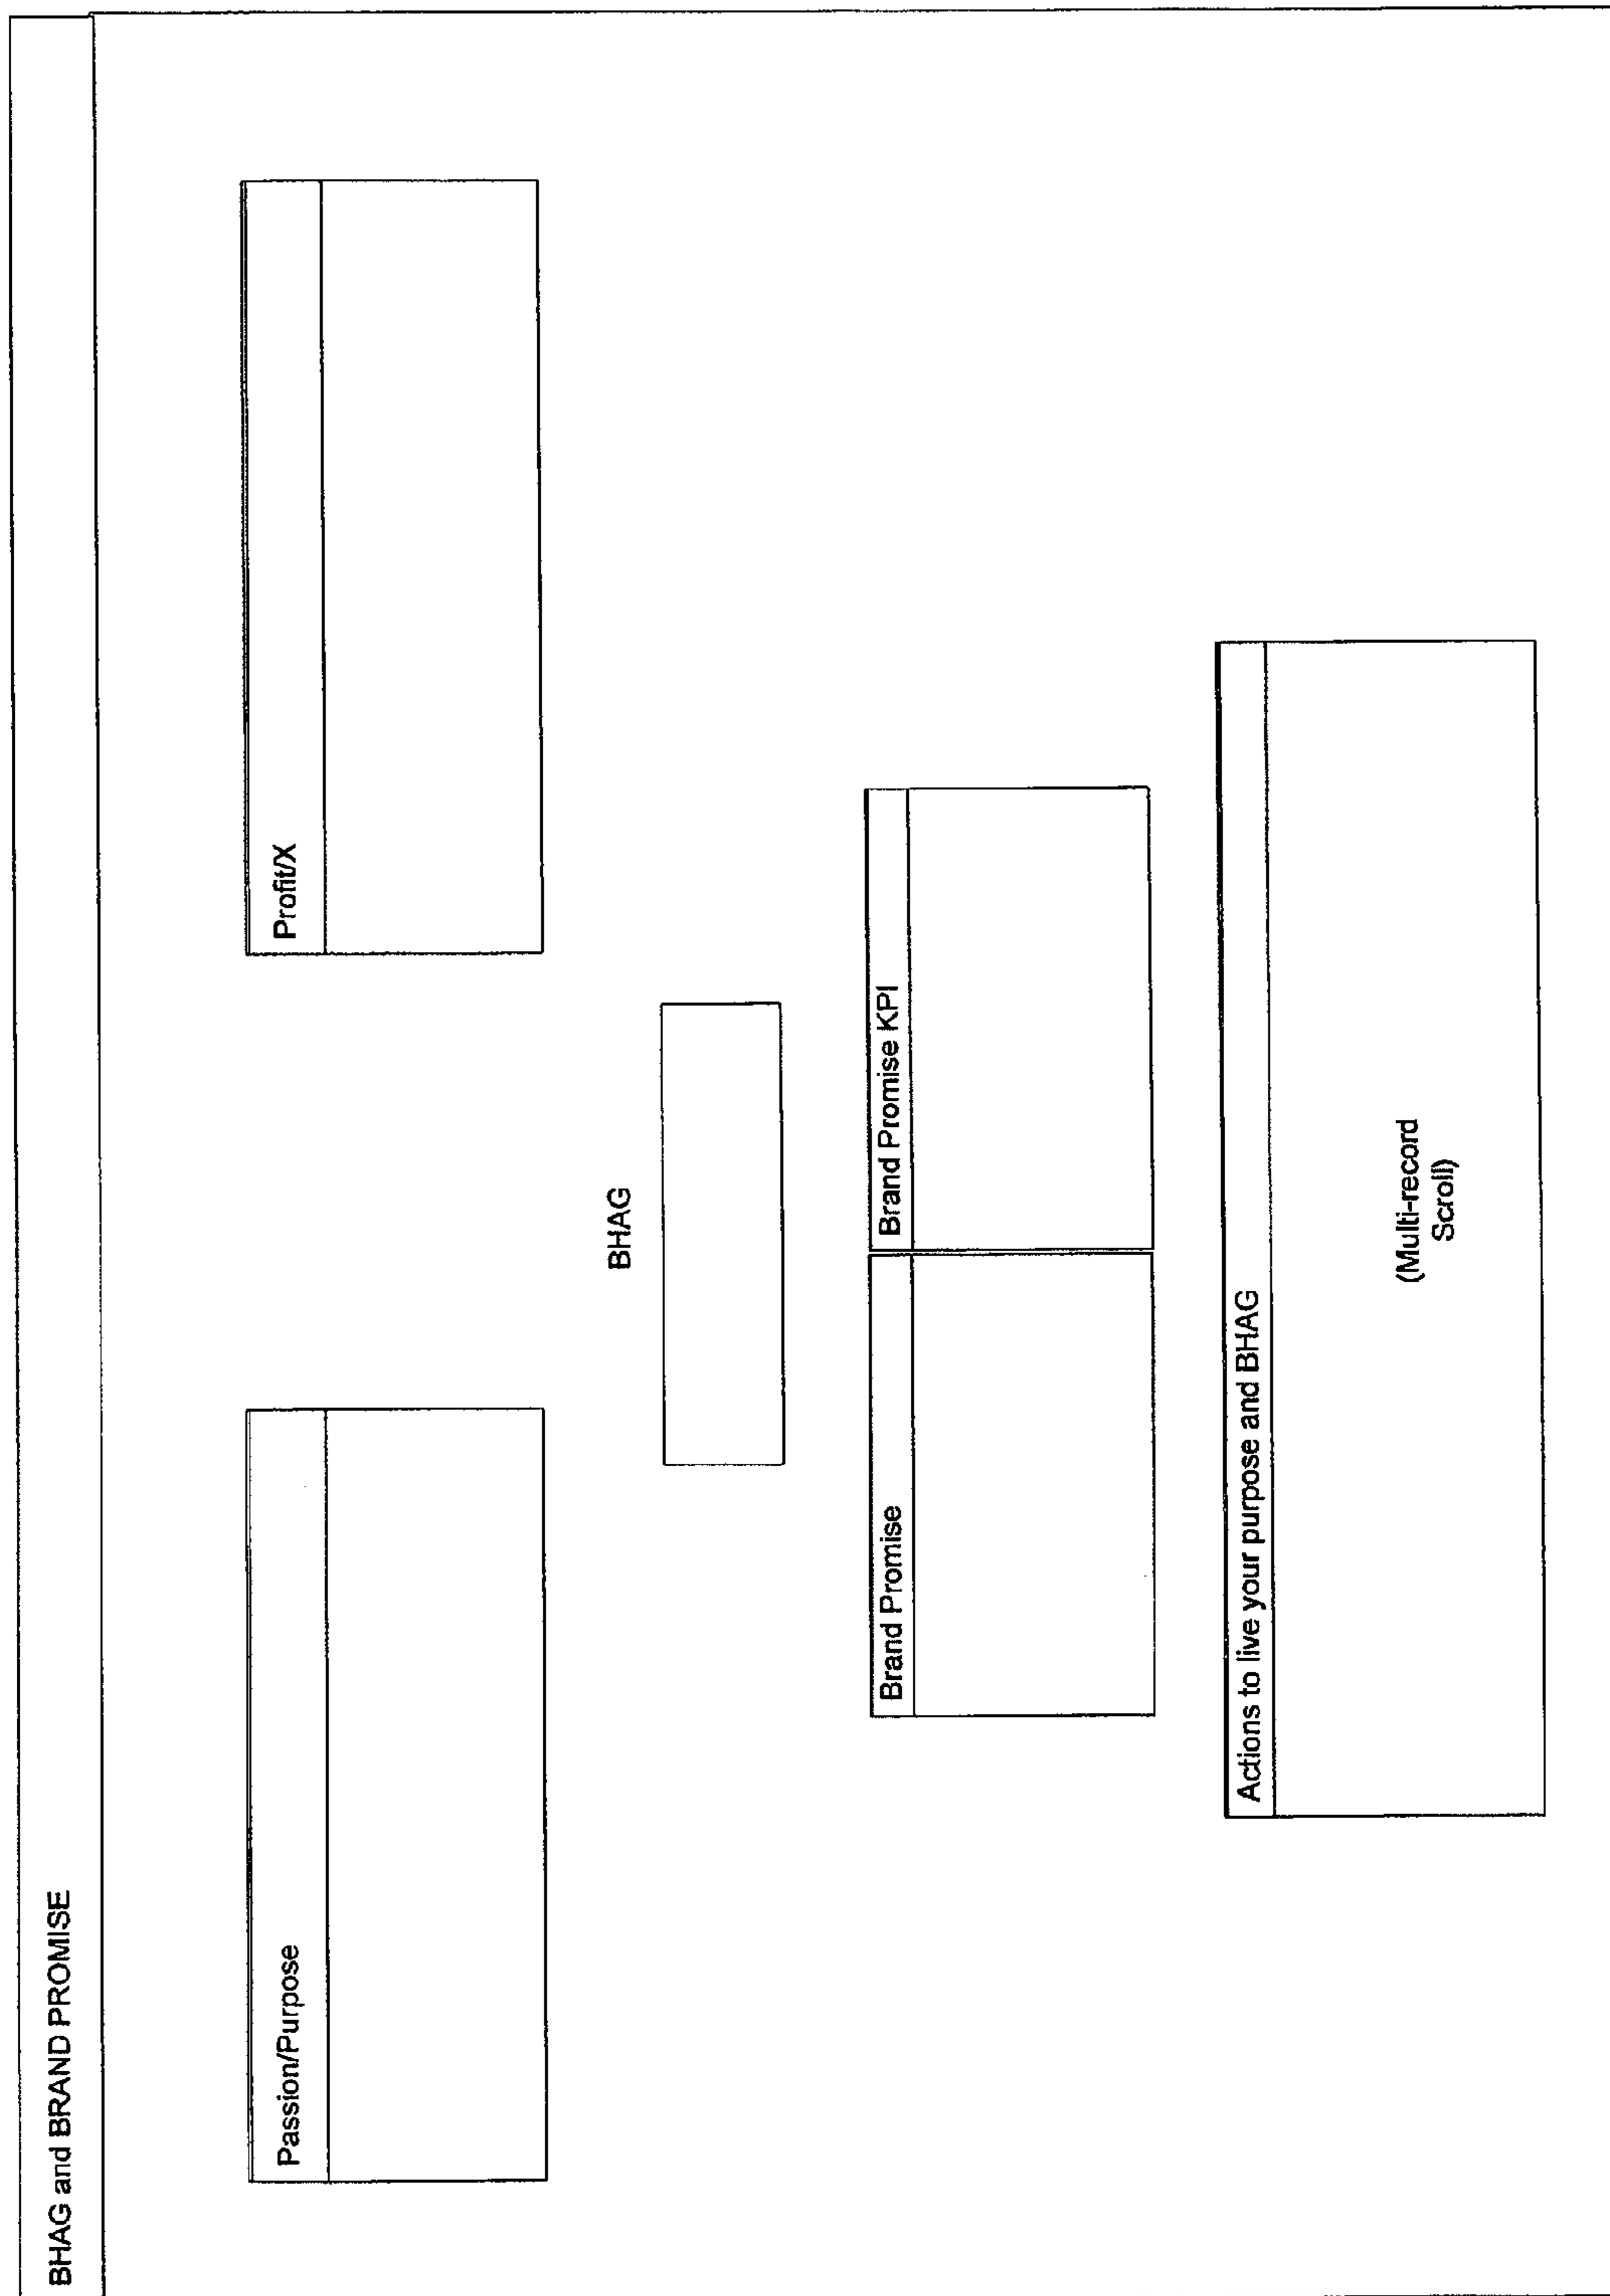 BHAG and BRAND PROMISE
Passion/Purpose
Profit/X
BHAG
Brand Promise
Brand Promise KPI
Actions to live your purpose and BHAG
(Multi-record
Scroll)